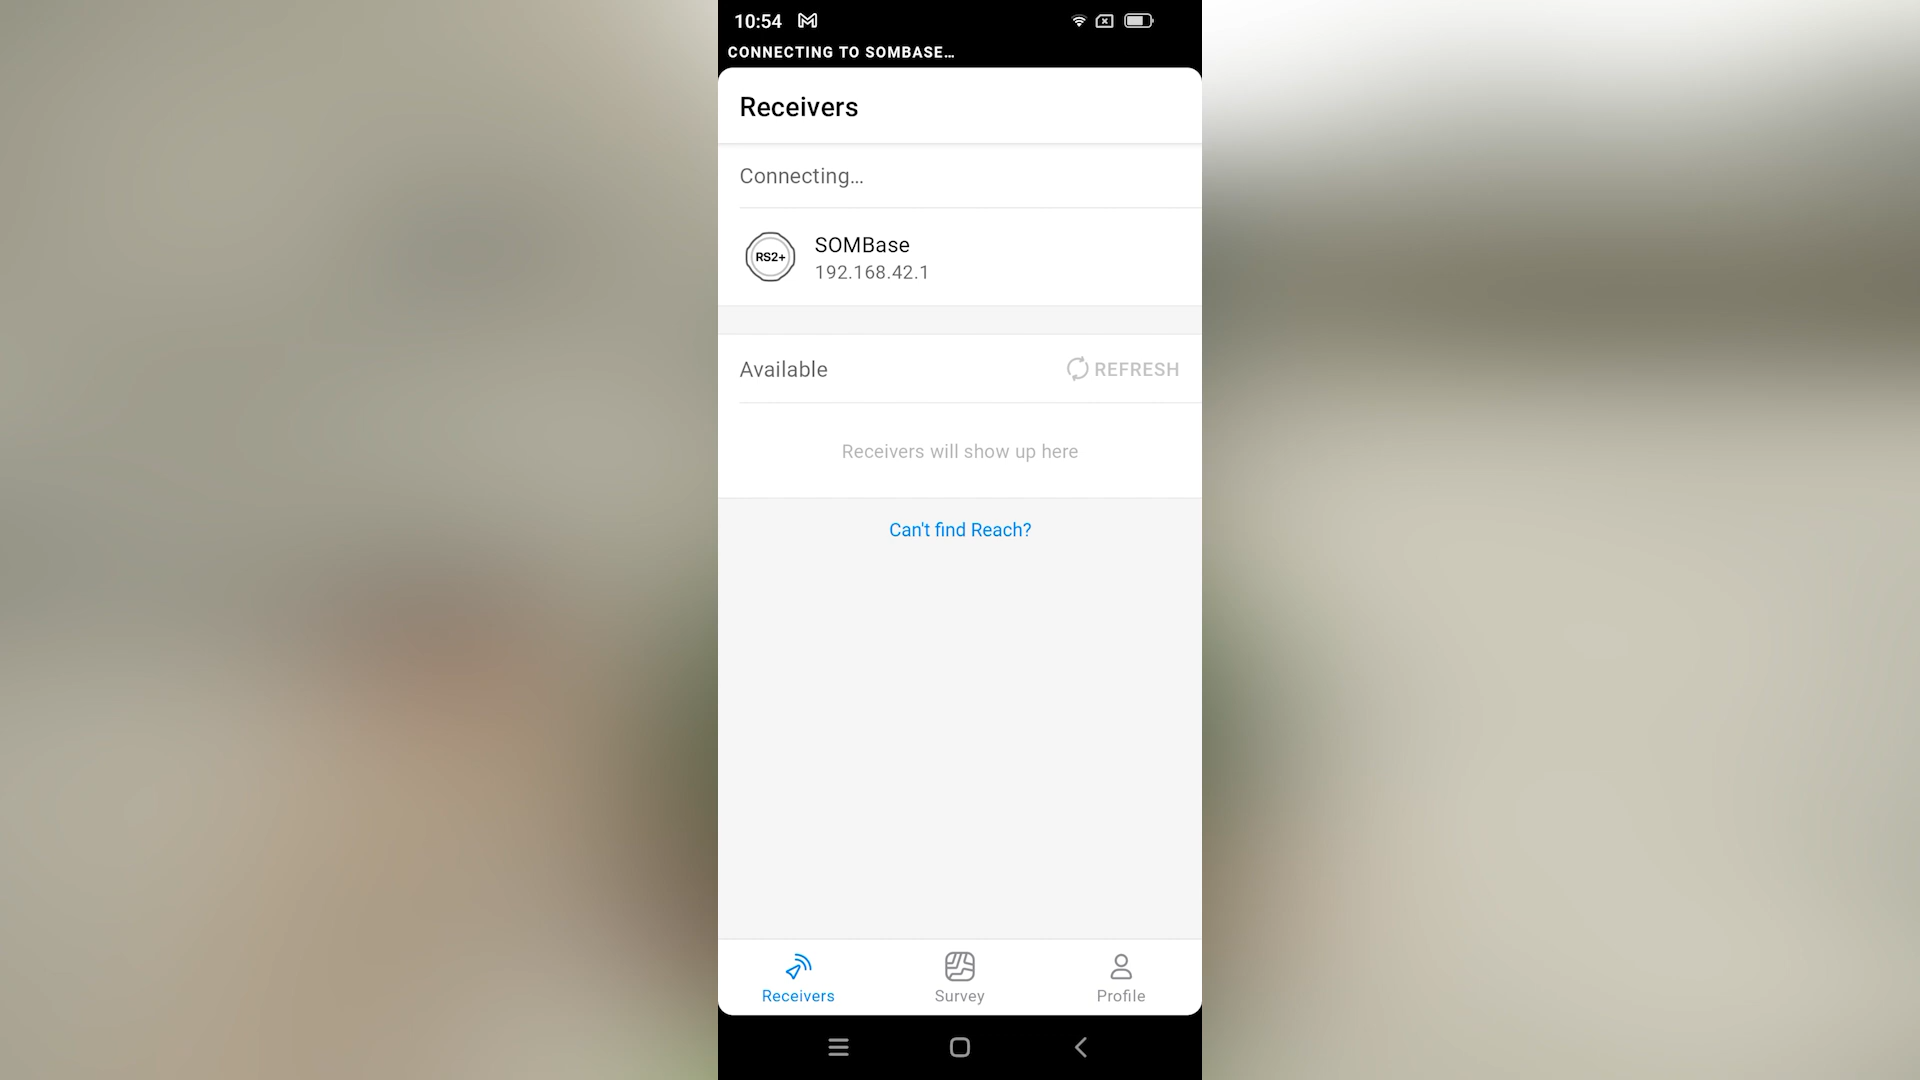 10:54
CONNECTING TO SOMBASE…
Receivers
Connecting…
RS2+
SOMBase
192.168.42.1
Available
REFRESH
Receivers will show up here
Can't find Reach?
Receivers
Survey
Profile